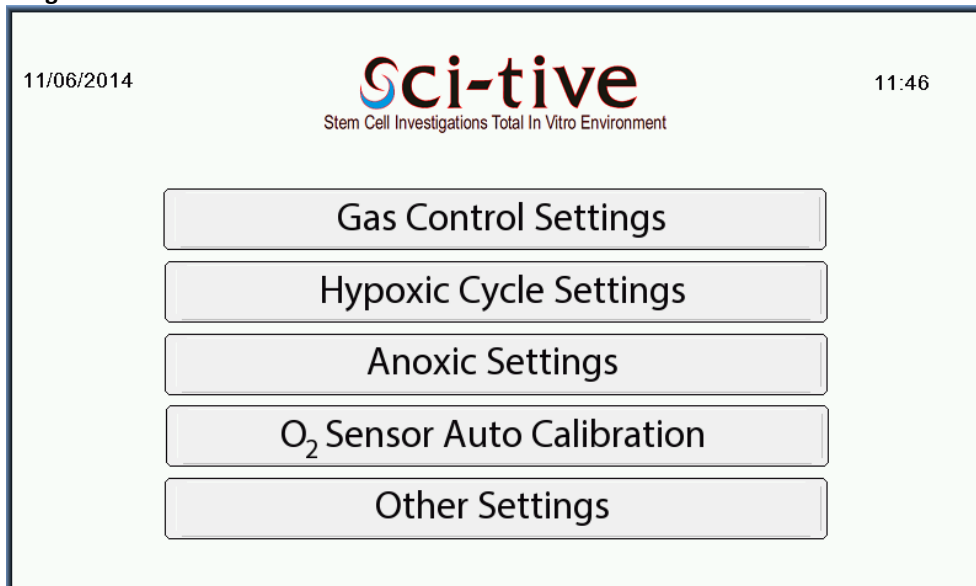 11/06/2014
Sci-tive
11:46
Stem Cell Investigations Total In Vitro Environment
Gas Control Settings
Hypoxic Cycle Settings
Anoxic Settings
O₂ Sensor Auto Calibration
Other Settings